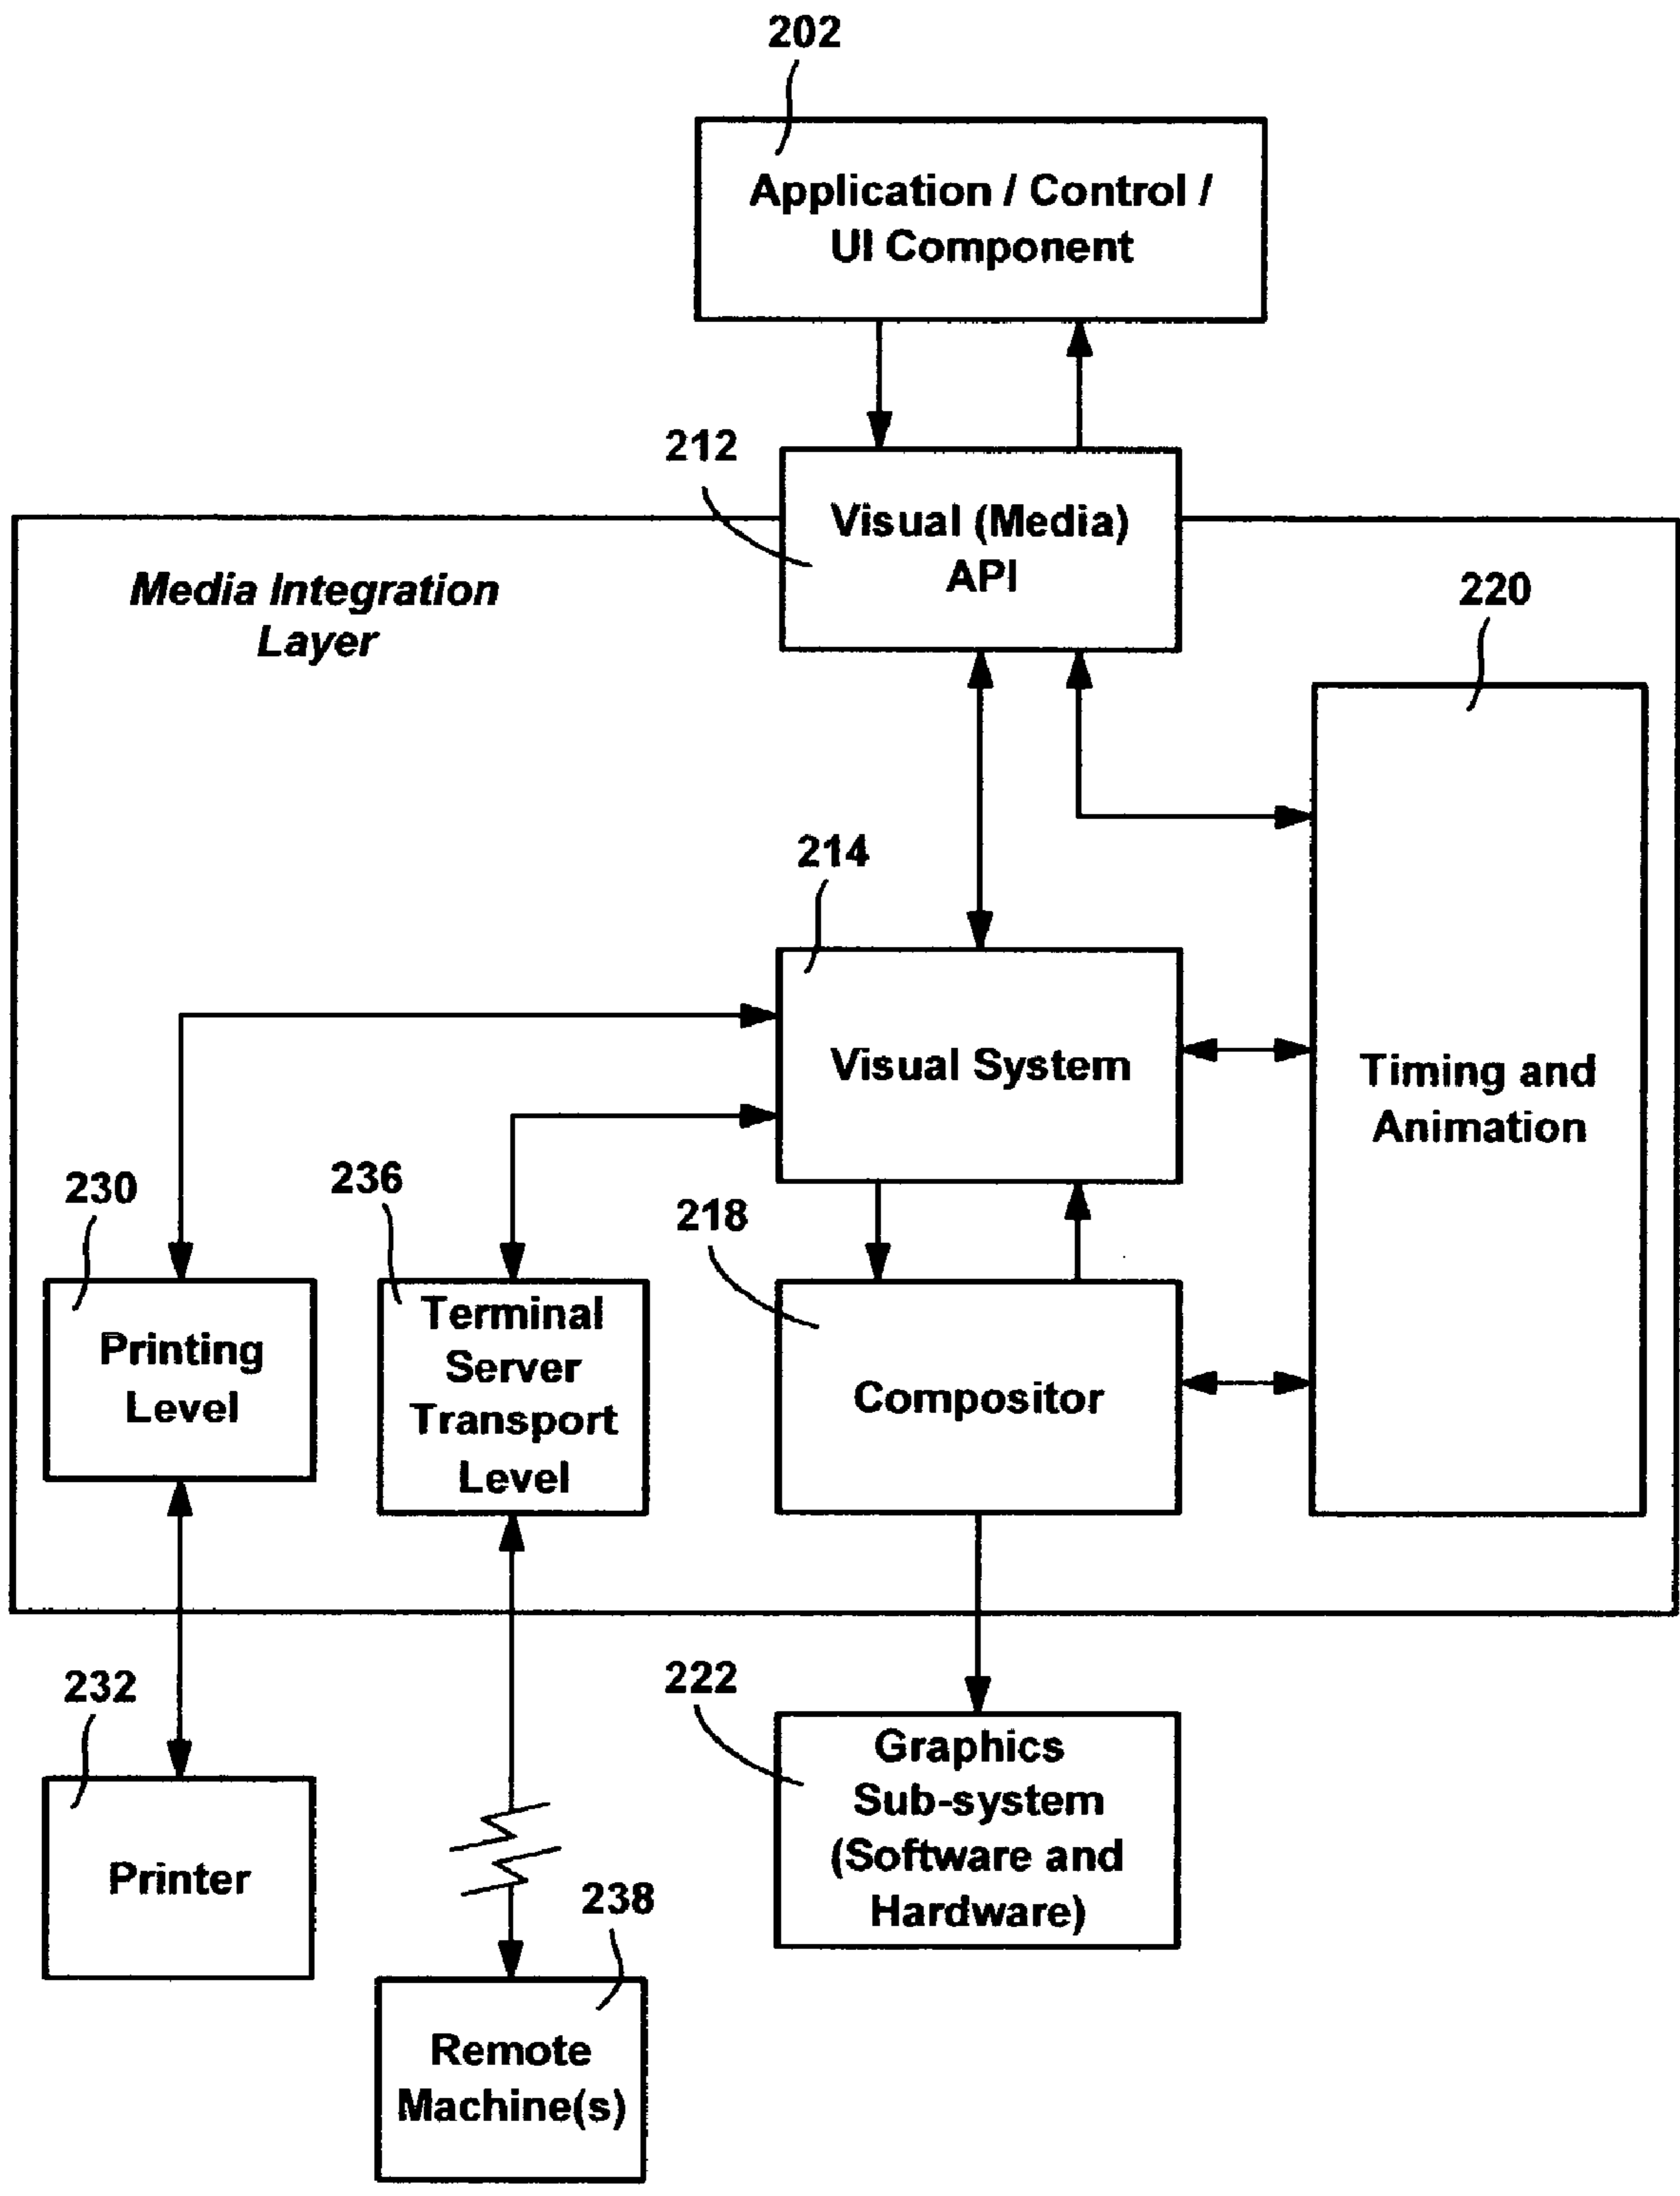 202
Application / Control /
UI Component
212
Visual (Media)
API
Media Integration
Layer
220
214
Visual System
Timing and
Animation
230
236
218
Printing
Level
Terminal
Server
Transport
Level
Compositor
232
222
Printer
Graphics
Sub-system
(Software and
Hardware)
238
Remote
Machine(s)